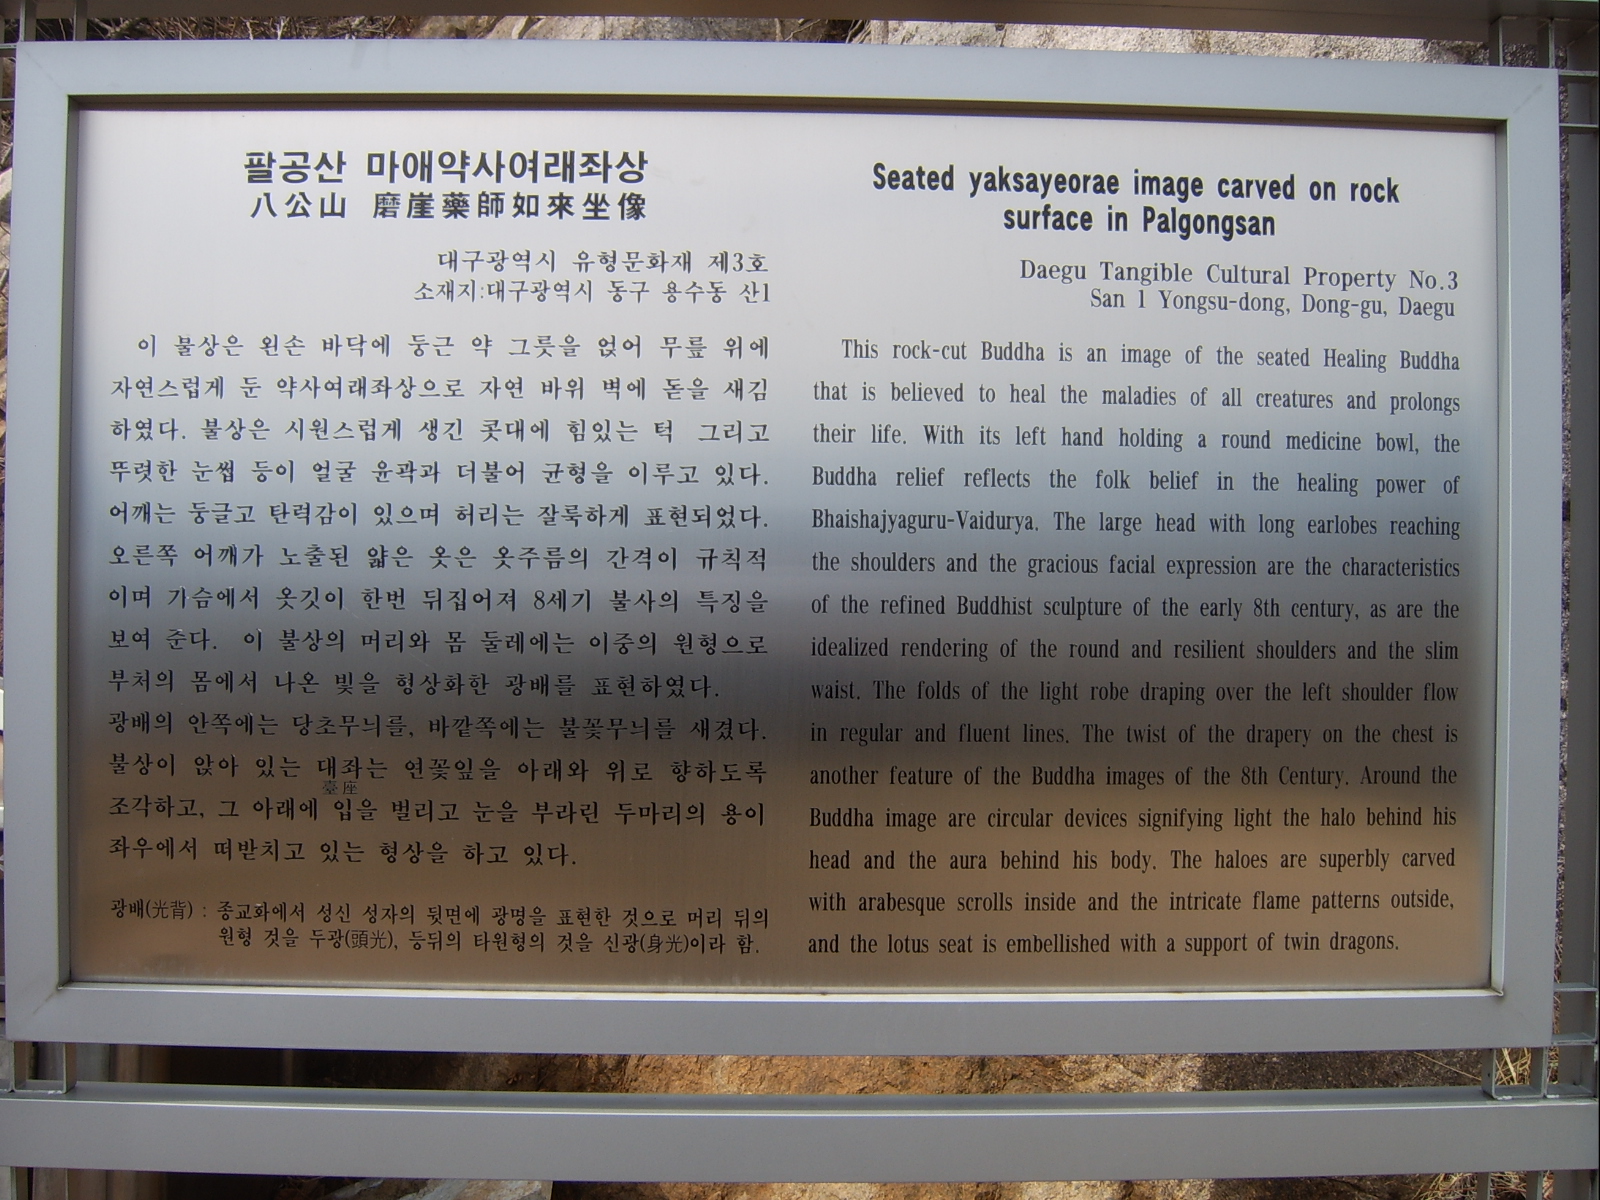 팔공산 마애약사여래좌상
八公山 磨崖藥師如來坐像
대구광역시 유형문화재 제3호
소재지:대구광역시 동구 용수동 산1
이 불상은 왼손 바닥에 둥근 약 그릇을 얹어 무릎 위에
자연스럽게 둔 약사여래좌상으로 자연 바위 벽에 돋을 새김
하였다. 불상은 시원스럽게 생긴 콧대에 힘있는 턱 그리고
뚜렷한 눈썹 등이 얼굴 윤곽과 더불어 균형을 이루고 있다.
어깨는 둥글고 탄력감이 있으며 허리는 잘룩하게 표현되었다.
오른쪽 어깨가 노출된 얇은 옷은 옷주름의 간격이 규칙적
이며 가슴에서 옷깃이 한번 뒤집어져 8세기 불사의 특징을
보여 준다. 이 불상의 머리와 몸 둘레에는 이중의 원형으로
부처의 몸에서 나온 빛을 형상화한 광배를 표현하였다.
광배의 안쪽에는 당초무늬를, 바깥쪽에는 불꽃무늬를 새겼다.
불상이 앉아 있는 대좌는 연꽃잎을 아래와 위로 향하도록
臺座
조각하고, 그 아래에 입을 벌리고 눈을 부라린 두마리의 용이
좌우에서 떠받치고 있는 형상을 하고 있다.
광배(光背) : 종교화에서 성신 성자의 뒷면에 광명을 표현한 것으로 머리 뒤의
원형 것을 두광(頭光), 등뒤의 타원형의 것을 신광(身光)이라 함.
Seated yaksayeorae image carved on rock
surface in Palgongsan
Daegu Tangible Cultural Property No.3
San 1 Yongsu-dong, Dong-gu, Daegu
This rock-cut Buddha is an image of the seated Healing Buddha
that is believed to heal the maladies of all creatures and prolongs
their life. With its left hand holding a round medicine bowl, the
Buddha relief reflects the folk belief in the healing power of
Bhaishajyaguru-Vaidurya. The large head with long earlobes reaching
the shoulders and the gracious facial expression are the characteristics
of the refined Buddhist sculpture of the early 8th century, as are the
idealized rendering of the round and resilient shoulders and the slim
waist. The folds of the light robe draping over the left shoulder flow
in regular and fluent lines. The twist of the drapery on the chest is
another feature of the Buddha images of the 8th Century. Around the
Buddha image are circular devices signifying light the halo behind his
head and the aura behind his body. The haloes are superbly carved
with arabesque scrolls inside and the intricate flame patterns outside,
and the lotus seat is embellished with a support of twin dragons.